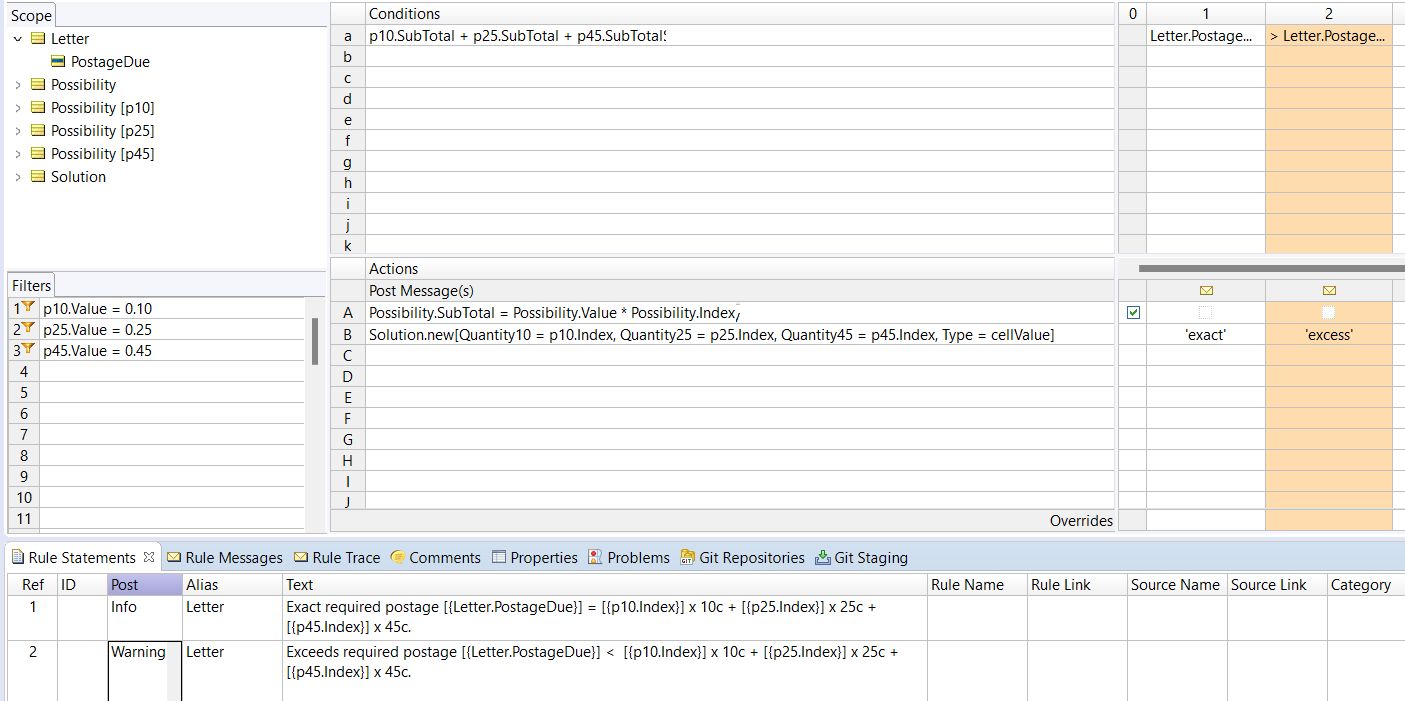 Scope
Letter
PostageDue
Possibility
Possibility [p10]
Possibility [p25]
Possibility [p45]
Solution
Filters
1 p10.Value = 0.10
2 p25.Value = 0.25
3 p45.Value = 0.45
4
5
6
7
8
9
10
11
Conditions 0 1 2
a p10.SubTotal + p25.SubTotal + p45.SubTotal Letter.Postage... > Letter.Postage...
b
c
d
e
f
g
h
i
j
k
Actions
Post Message(s)
A Possibility.SubTotal = Possibility.Value * Possibility.Index
B Solution.new[Quantity10 = p10.Index, Quantity25 = p25.Index, Quantity45 = p45.Index, Type = cellValue] 'exact' 'excess'
C
D
E
F
G
H
I
J
Overrides
Rule Statements Rule Messages Rule Trace Comments Properties Problems Git Repositories Git Staging
Ref ID Post Alias Text Rule Name Rule Link Source Name Source Link Category
1 Info Letter Exact required postage [{Letter.PostageDue}] = [{p10.Index}] x 10c + [{p25.Index}] x 25c +
[{p45.Index}] x 45c.
2 Warning Letter Exceeds required postage [{Letter.PostageDue}] < [{p10.Index}] x 10c + [{p25.Index}] x 25c +
[{p45.Index}] x 45c.